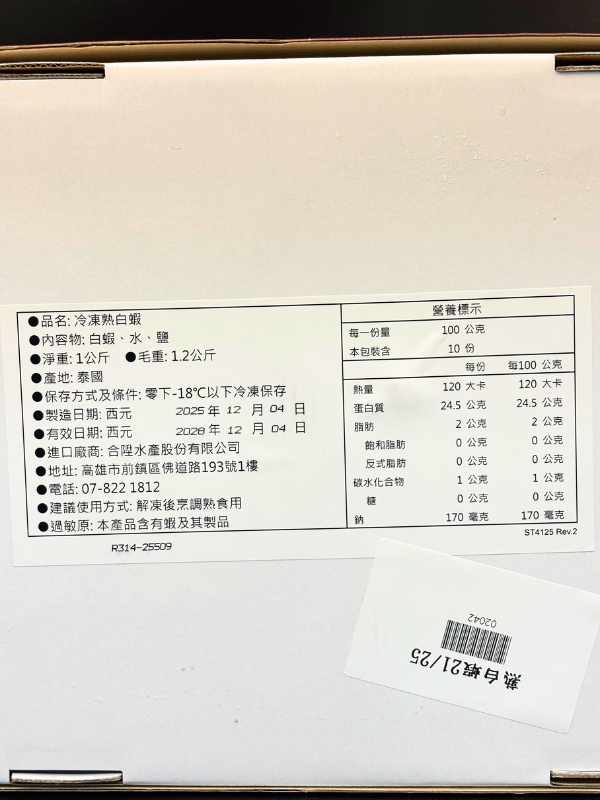 ●品名: 冷凍熟白蝦
●內容物: 白蝦、水、鹽
●淨重: 1公斤 ●毛重: 1.2公斤
●產地: 泰國
●保存方式及條件: 零下-18℃以下冷凍保存
●製造日期: 西元 2025 年 12 月 04 日
●有效日期: 西元 2028 年 12 月 04 日
●進口廠商: 合陞水產股份有限公司
●地址: 高雄市前鎮區佛道路193號1樓
●電話: 07-822 1812
●建議使用方式: 解凍後烹調熟食用
●過敏原: 本產品含有蝦及其製品
R314-25509
營養標示
每一份量 100 公克
本包裝含 10 份
每份 每100 公克
熱量 120 大卡 120 大卡
蛋白質 24.5 公克 24.5 公克
脂肪 2 公克 2 公克
飽和脂肪 0 公克 0 公克
反式脂肪 0 公克 0 公克
碳水化合物 1 公克 1 公克
糖 0 公克 0 公克
鈉 170 毫克 170 毫克
ST4125 Rev.2
熟白蝦21/25
02042